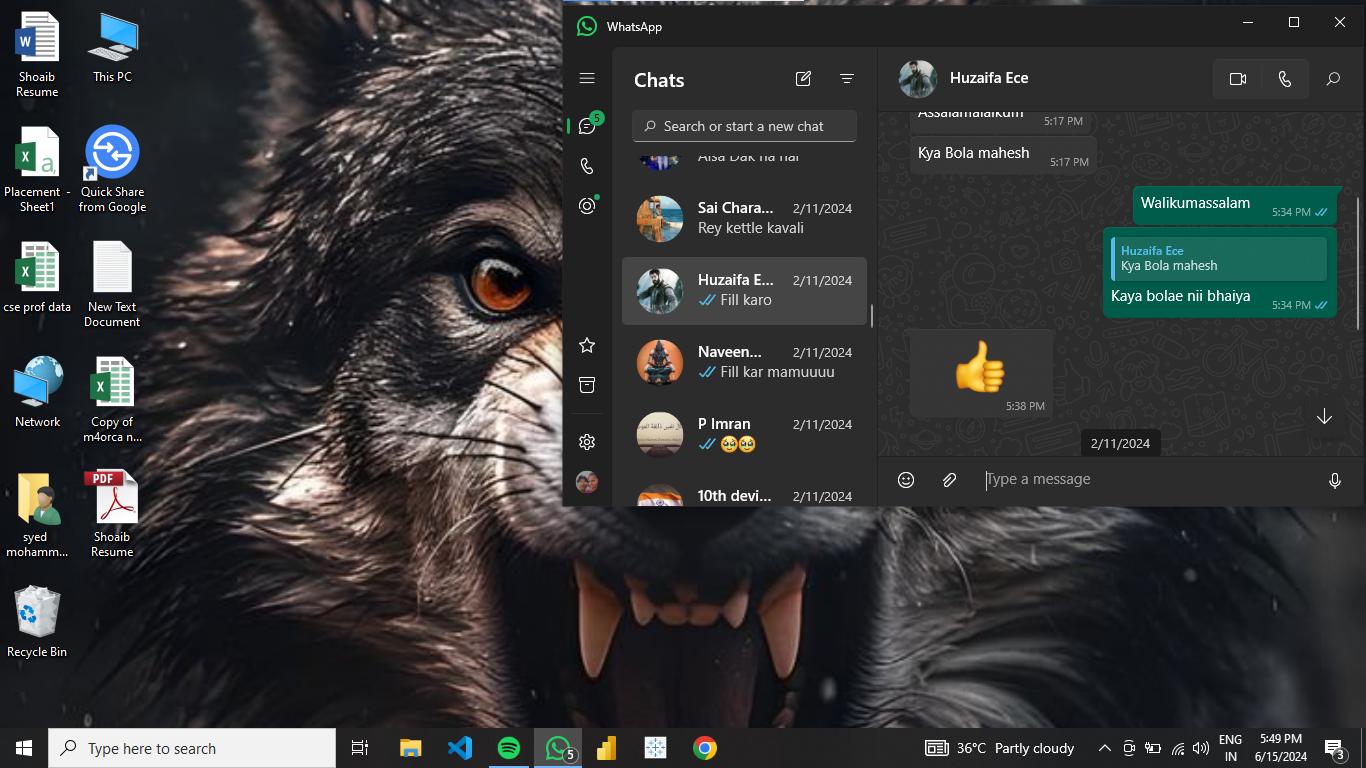 Shoaib
Resume
This PC
Placement -
Sheet1
Quick Share
from Google
cse prof data
New Text
Document
Network
Copy of
m4orca n...
syed
mohamm...
PDF
Shoaib
Resume
Recycle Bin
WhatsApp
5
Chats
Search or start a new chat
Aisa Dak na hai
Sai Chara... 2/11/2024
Rey kettle kavali
Huzaifa E... 2/11/2024
Fill karo
Naveen... 2/11/2024
Fill kar mamuuuu
P Imran 2/11/2024
🥹🥹
10th devi... 2/11/2024
Huzaifa Ece
Assalamalaikum 5:17 PM
Kya Bola mahesh 5:17 PM
Walikumassalam 5:34 PM
Huzaifa Ece
Kya Bola mahesh
Kaya bolae nii bhaiya 5:34 PM
👍
5:38 PM
2/11/2024
Type a message
Type here to search
5
36°C Partly cloudy
ENG
IN
5:49 PM
6/15/2024
3